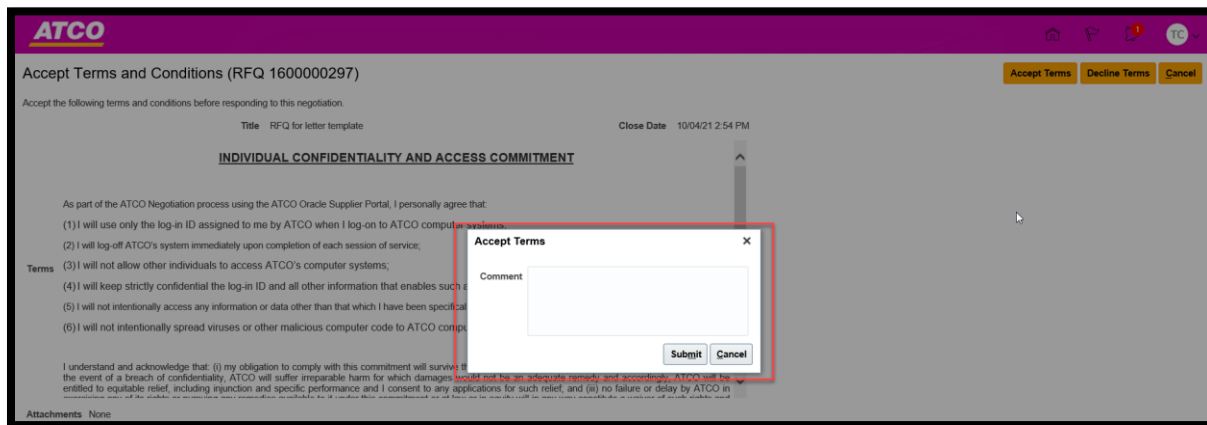 ATCO
1
TC
Accept Terms and Conditions (RFQ 1600000297)
Accept Terms
Decline Terms
Cancel
Accept the following terms and conditions before responding to this negotiation.
Title RFQ for letter template
Close Date 10/04/21 2:54 PM
INDIVIDUAL CONFIDENTIALITY AND ACCESS COMMITMENT
As part of the ATCO Negotiation process using the ATCO Oracle Supplier Portal, I personally agree that:
(1) I will use only the log-in ID assigned to me by ATCO when I log-on to ATCO computer systems;
(2) I will log-off ATCO's system immediately upon completion of each session of service;
Terms
(3) I will not allow other individuals to access ATCO's computer systems;
(4) I will keep strictly confidential the log-in ID and all other information that enables such
(5) I will not intentionally access any information or data other than that which I have been
(6) I will not intentionally spread viruses or other malicious computer code to ATCO
I understand and acknowledge that: (i) my obligation to comply with this commitment will survive
the event of a breach of confidentiality, ATCO will suffer irreparable harm for which damages would not be an adequate remedy and accordingly, ATCO will be
entitled to equitable relief, including injunction and specific performance and I consent to any applications for such relief; and (iii) no failure or delay by ATCO in
Accept Terms
Comment
Submit
Cancel
Attachments None